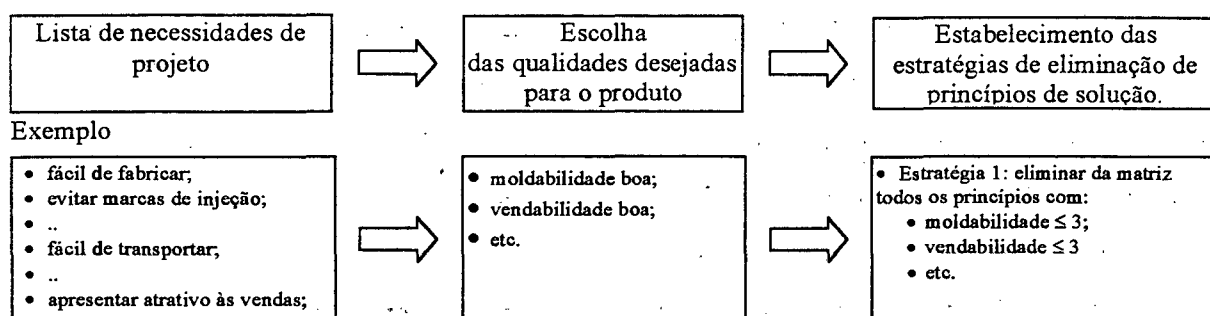 Lista de necessidades de
projeto
Escolha
das qualidades desejadas
para o produto
Estabelecimento das
estratégias de eliminação de
princípios de solução.
Exemplo
• fácil de fabricar;
• evitar marcas de injeção;
• ..
• fácil de transportar;
• ..
• apresentar atrativo às vendas;
• moldabilidade boa;
• vendabilidade boa;
• etc.
• Estratégia 1: eliminar da matriz
todos os princípios com:
• moldabilidade ≤ 3;
• vendabilidade ≤ 3
• etc.